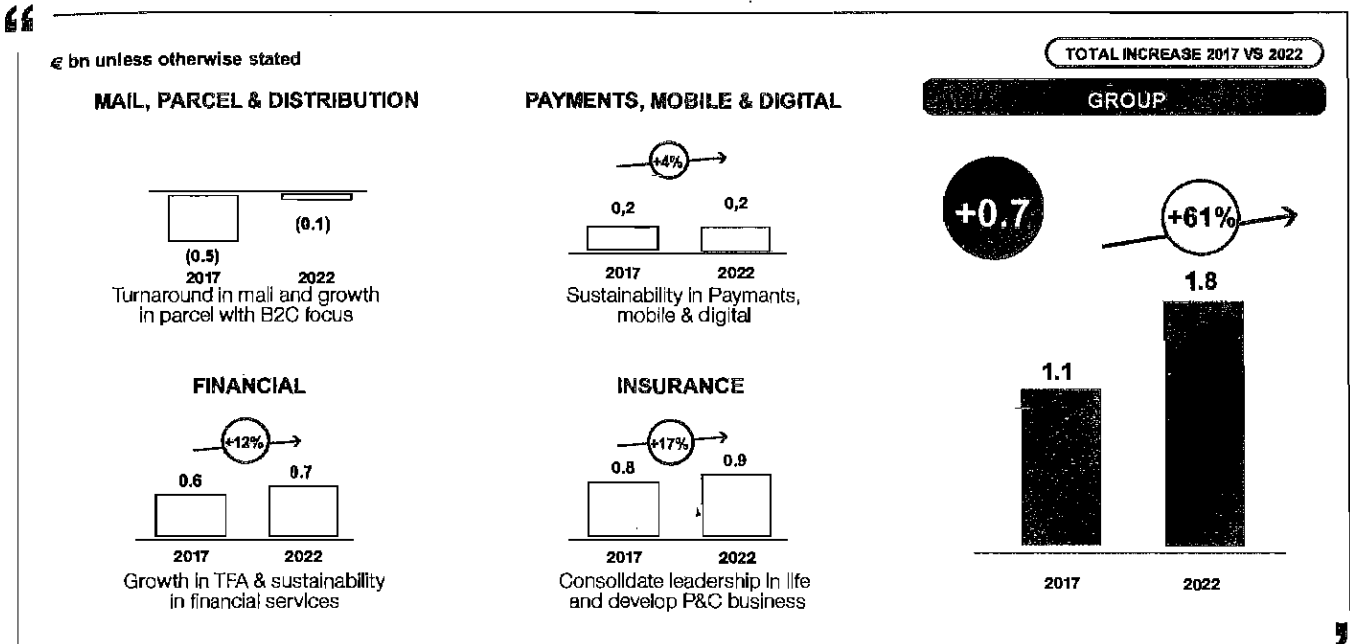 “
€ bn unless otherwise stated
TOTAL INCREASE 2017 VS 2022
MAIL, PARCEL & DISTRIBUTION
(0.5)
(0.1)
2017 2022
Turnaround in mail and growth
in parcel with B2C focus
PAYMENTS, MOBILE & DIGITAL
+4%
0,2 0,2
2017 2022
Sustainability in Paymants,
mobile & digital
FINANCIAL
+12%
0.6 0.7
2017 2022
Growth in TFA & sustainability
in financial services
INSURANCE
+17%
0.8 0.9
2017 2022
Consolidate leadership in life
and develop P&C business
GROUP
+0.7
+61%
1.1
1.8
2017 2022
”